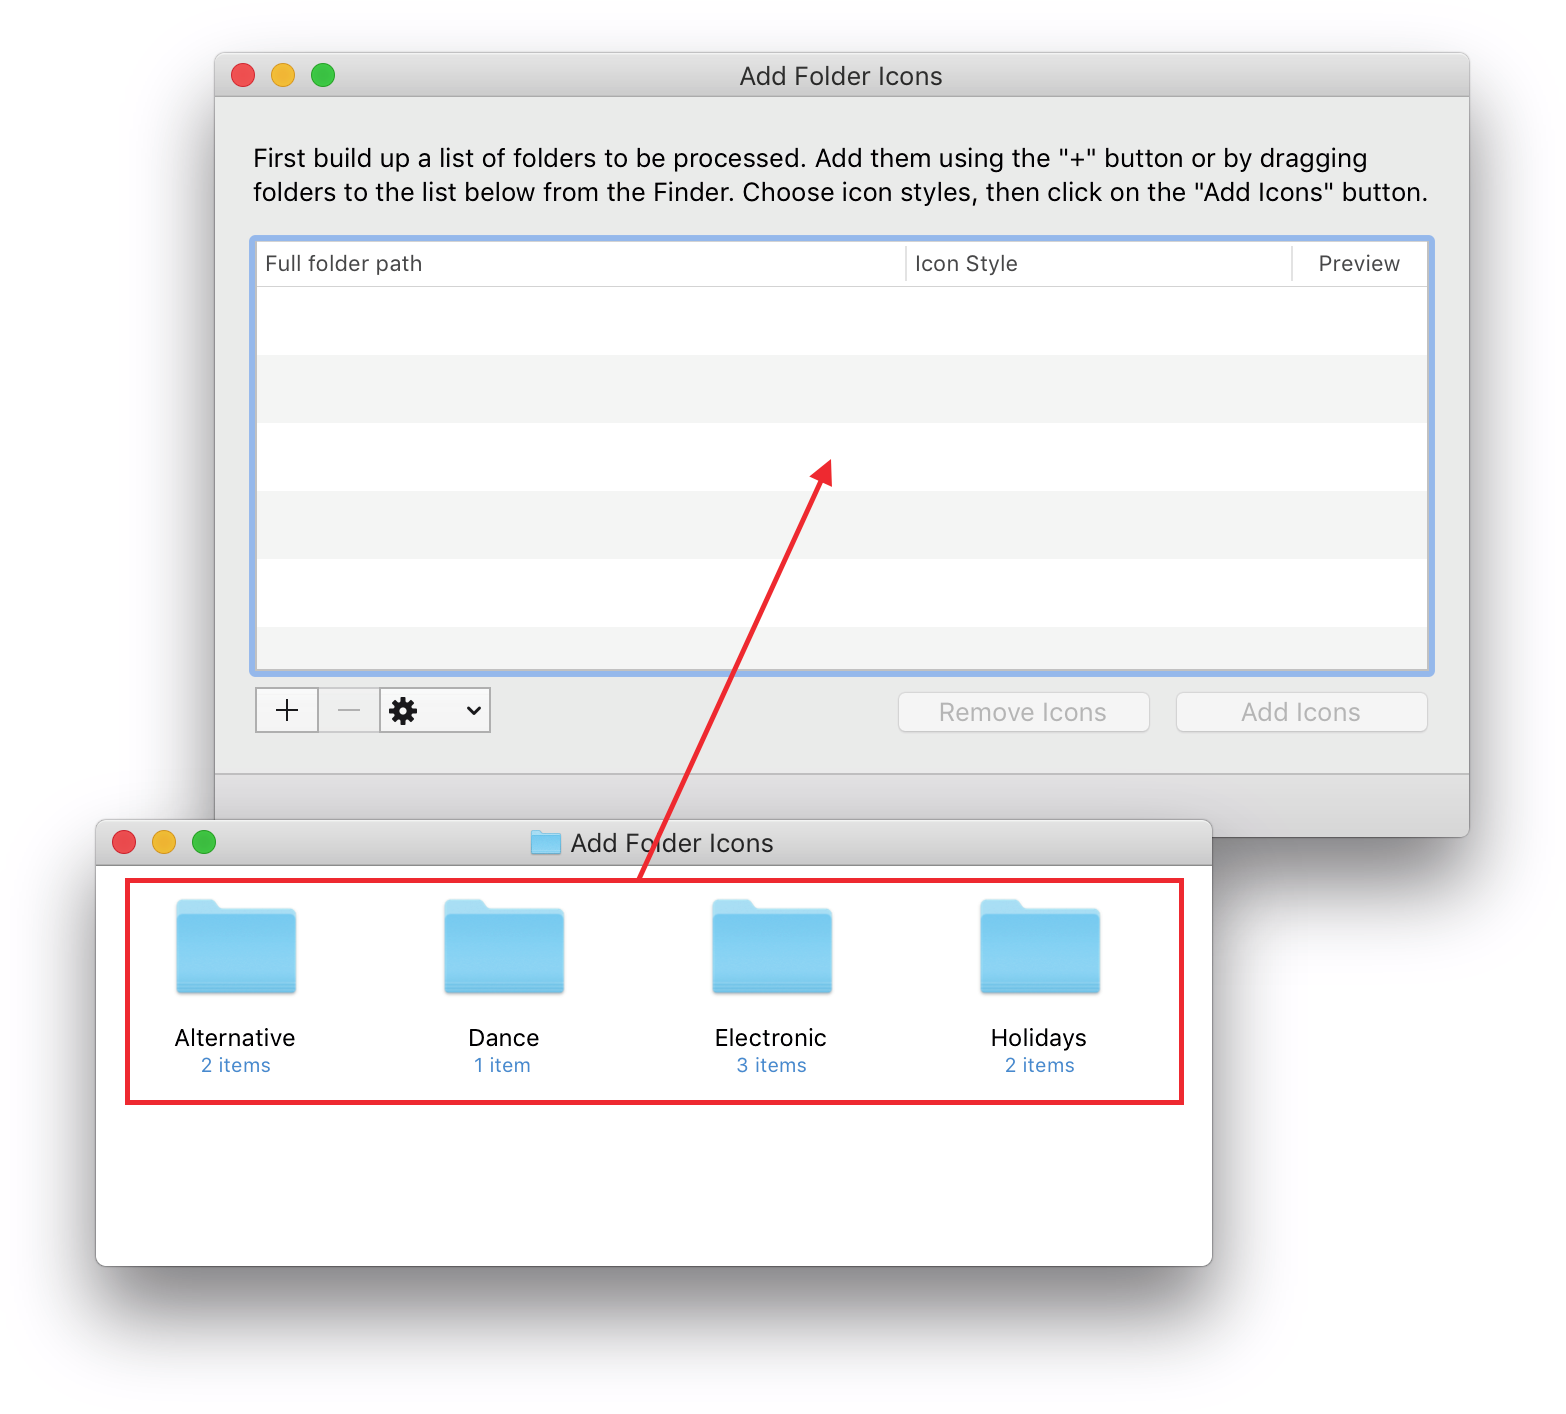 Add Folder Icons
First build up a list of folders to be processed. Add them using the "+" button or by dragging
folders to the list below from the Finder. Choose icon styles, then click on the "Add Icons" button.
Full folder path Icon Style Preview
Remove Icons Add Icons
Add Folder Icons
Alternative Dance Electronic Holidays
2 items 1 item 3 items 2 items